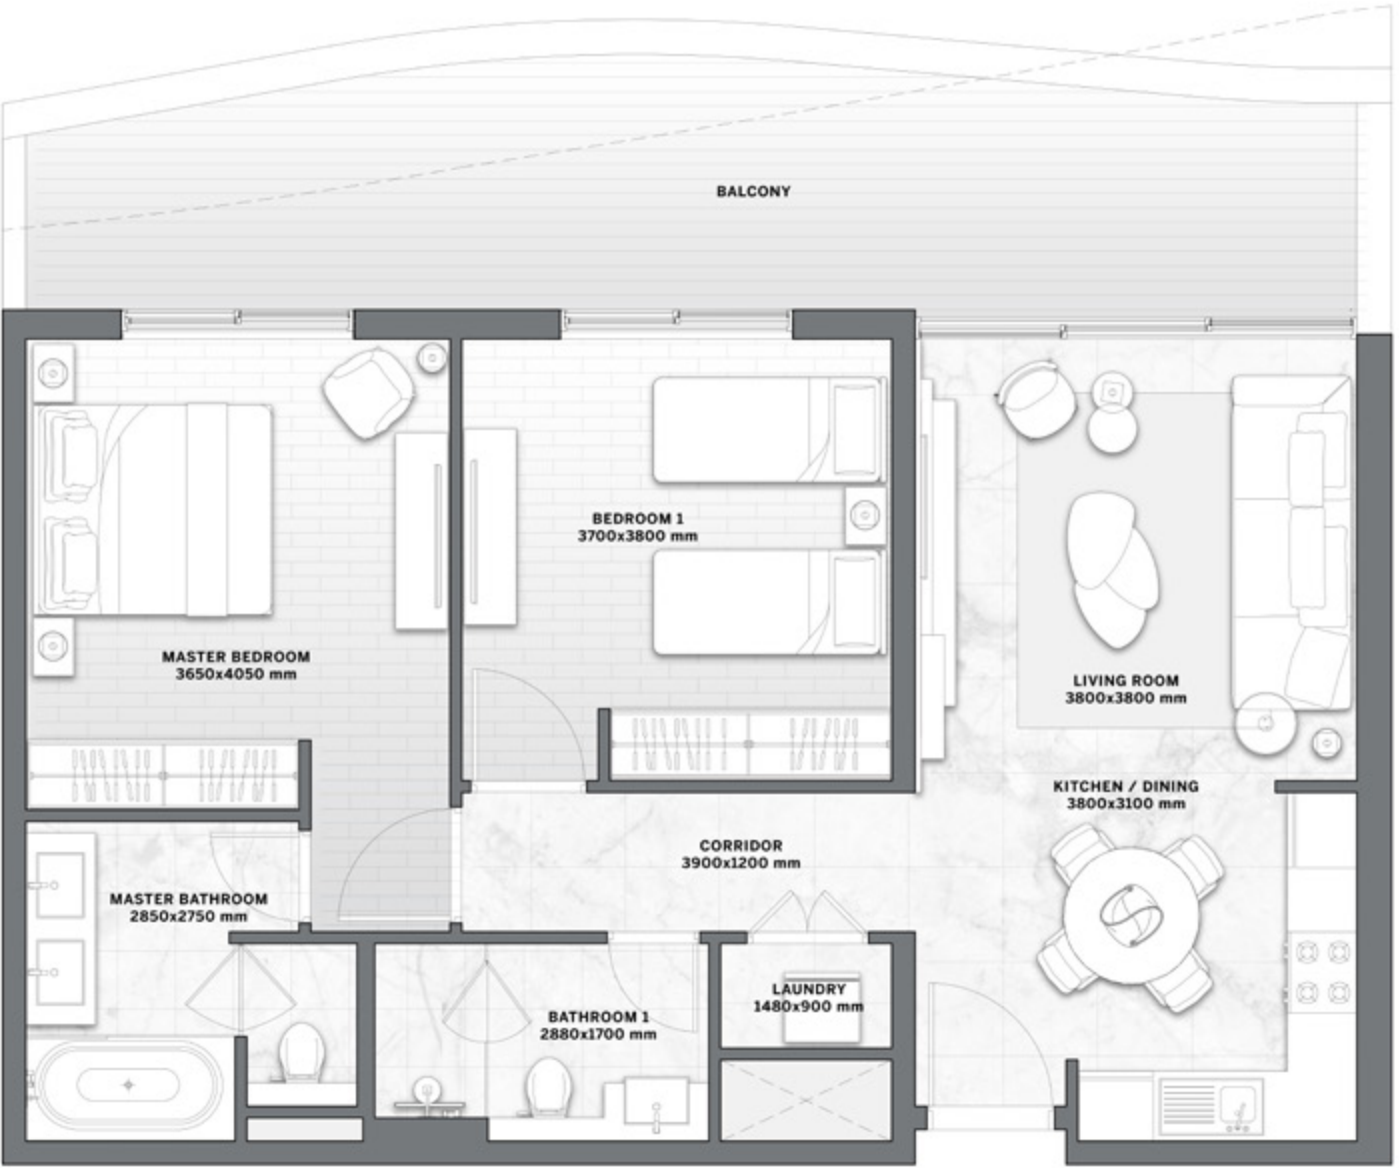 BALCONY
BEDROOM 1
3700x3800 mm
MASTER BEDROOM
3650x4050 mm
LIVING ROOM
3800x3800 mm
KITCHEN / DINING
3800x3100 mm
CORRIDOR
3900x1200 mm
MASTER BATHROOM
2850x2750 mm
LAUNDRY
1480x900 mm
BATHROOM 1
2880x1700 mm